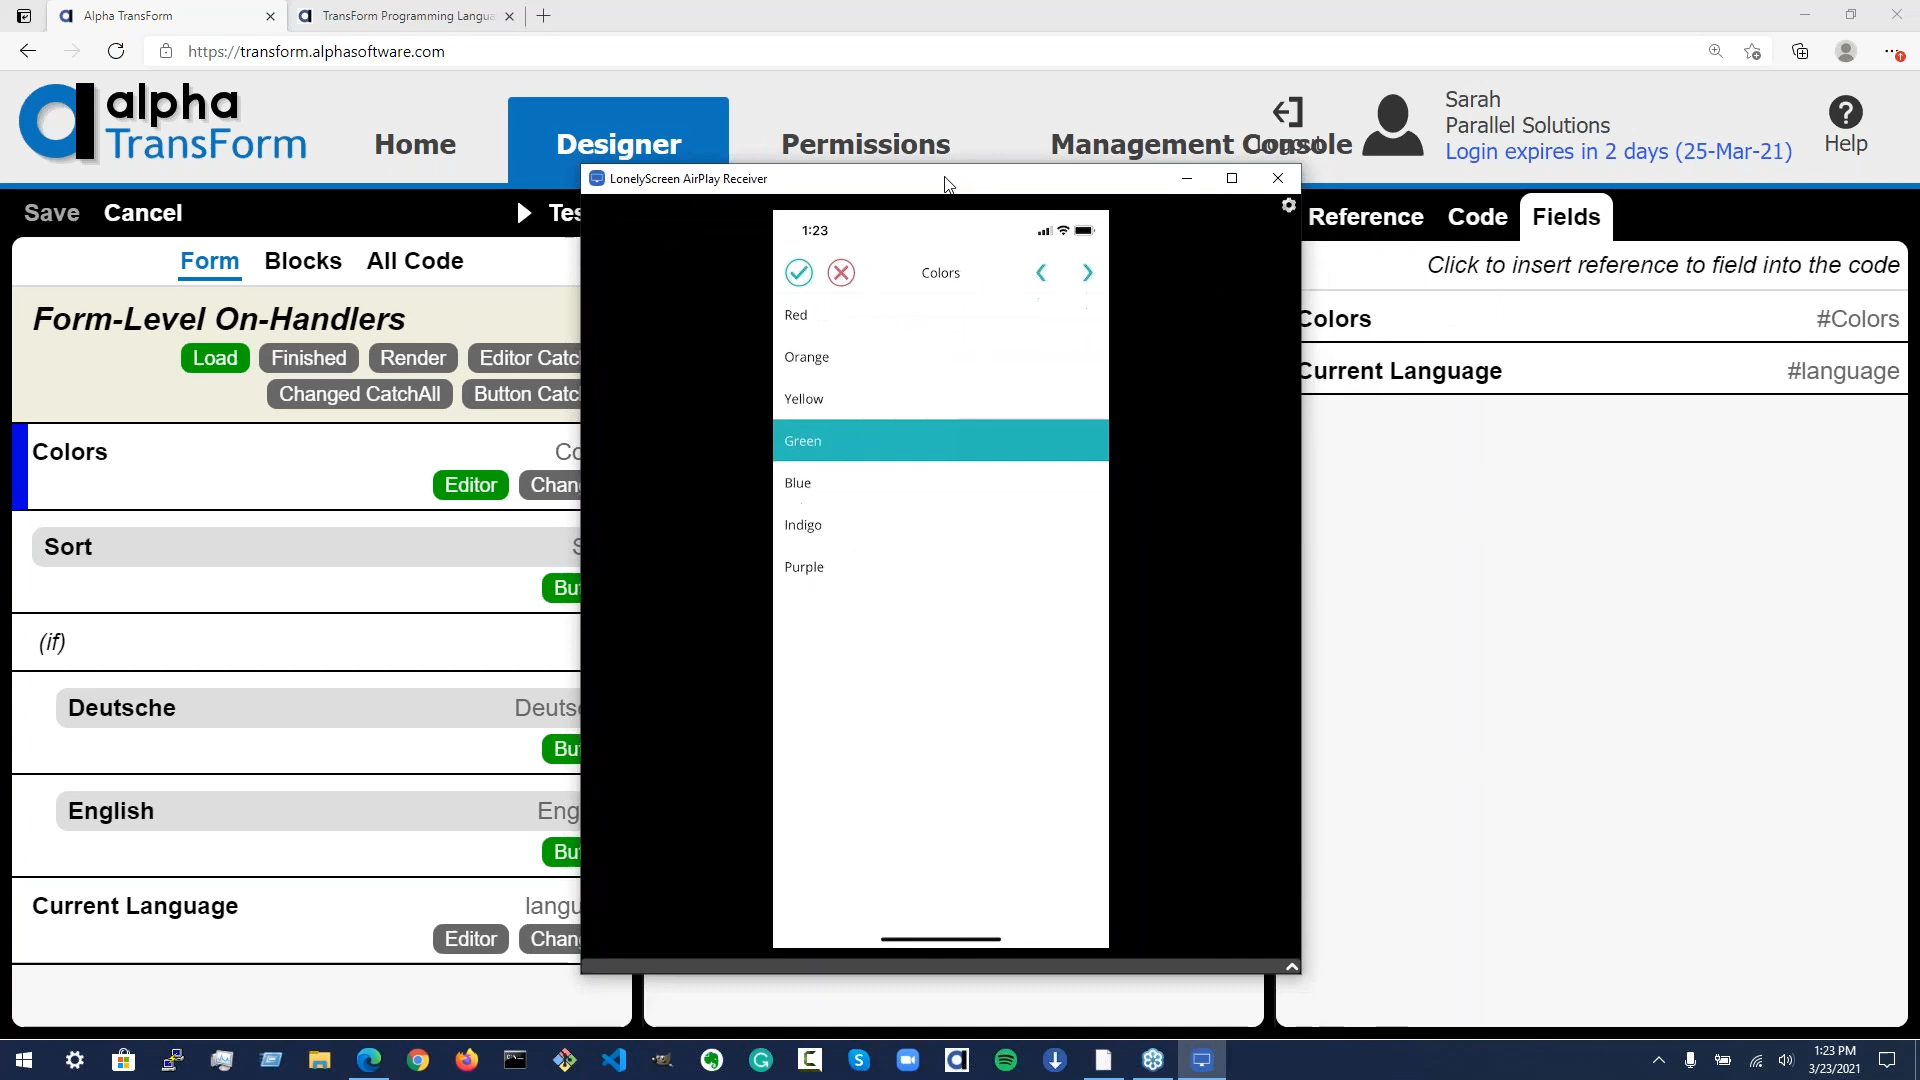 Alpha TransForm
TransForm Programming Langua
https://transform.alphasoftware.com
alpha
TransForm
Home
Designer
Permissions
Management Console
Sarah
Parallel Solutions
Login expires in 2 days (25-Mar-21)
Help
LonelyScreen AirPlay Receiver
Save
Cancel
Tes
Reference
Code
Fields
Form
Blocks
All Code
Click to insert reference to field into the code
Form-Level On-Handlers
Load
Finished
Render
Editor Catc
Changed CatchAll
Button Catc
Colors
Co
Editor
Chan
Sort
S
But
(if)
Deutsche
Deuts
But
English
Eng
But
Current Language
langu
Editor
Chan
1:23
Colors
Red
Orange
Yellow
Green
Blue
Indigo
Purple
Colors
#Colors
Current Language
#language
1:23 PM
3/23/2021